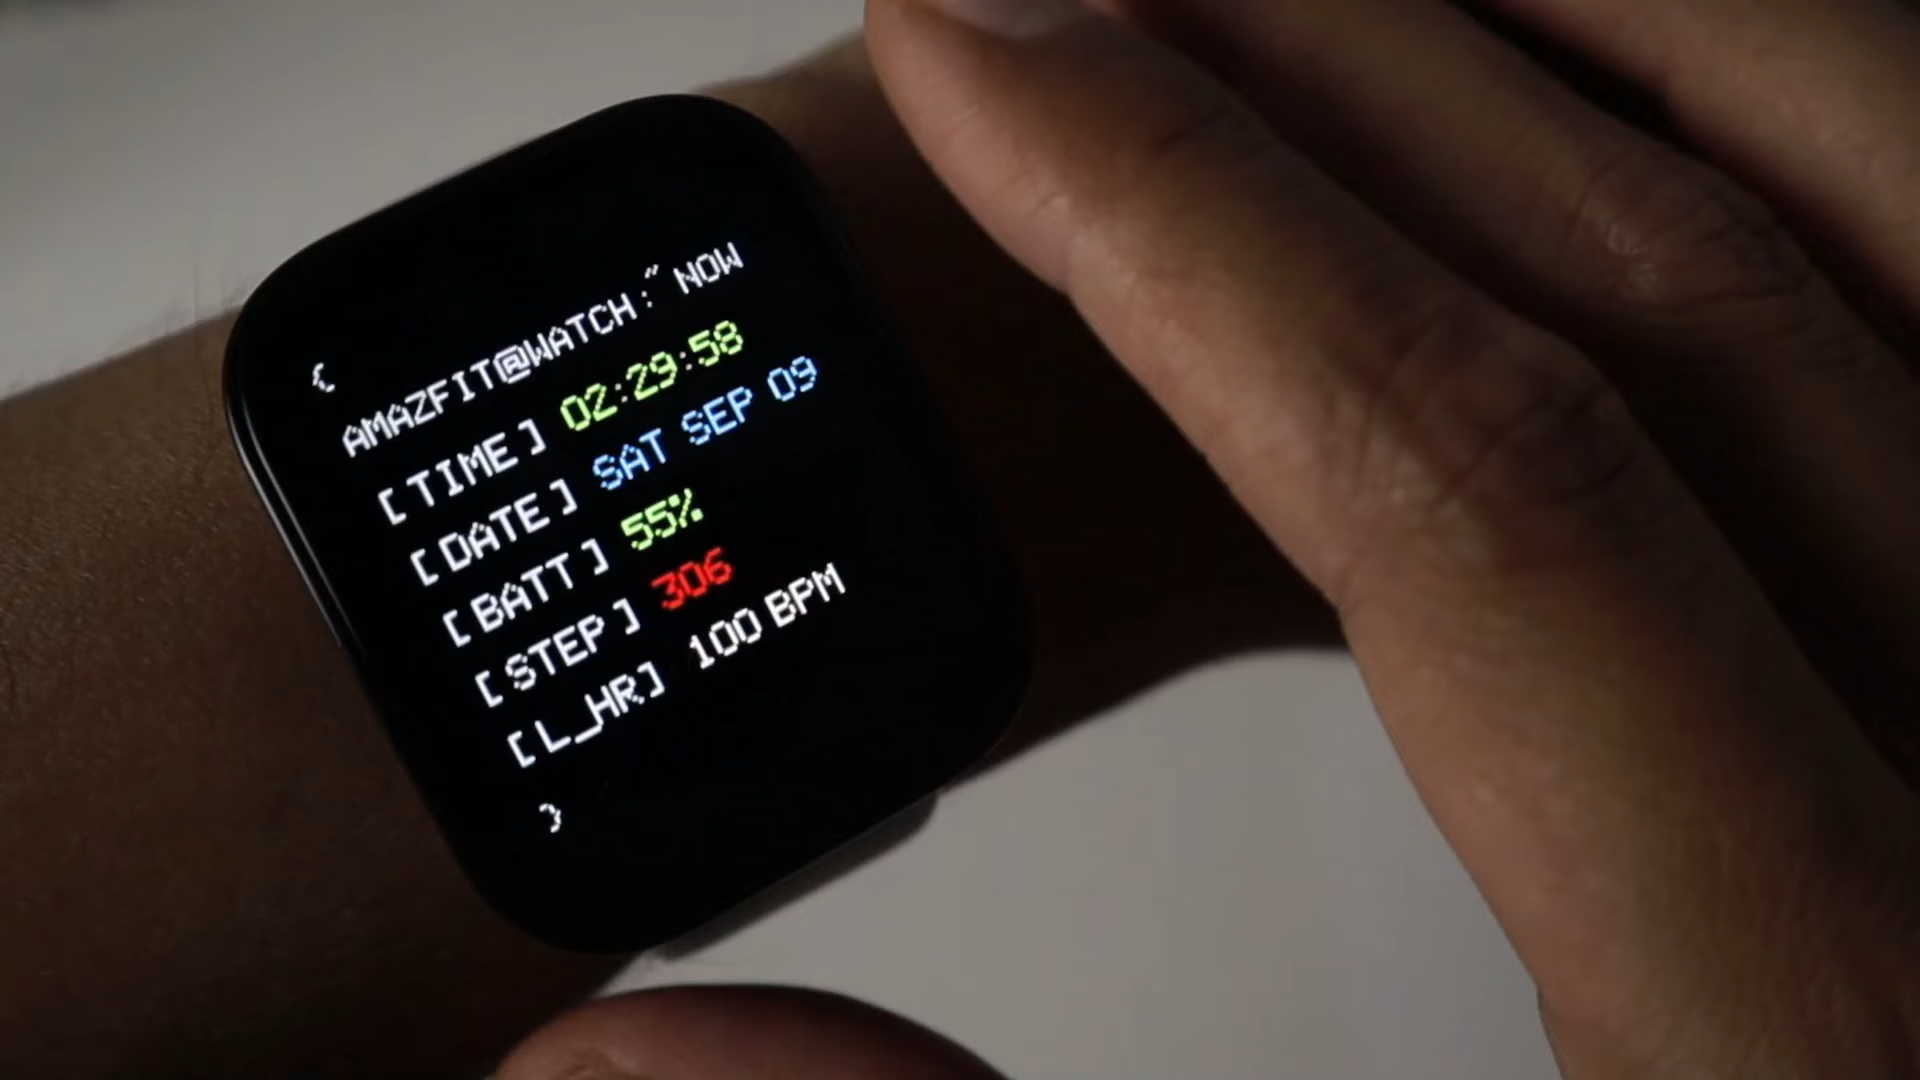 {
AMAZFIT@WATCH:~ NOW
[TIME] 02:29:58
[DATE] SAT SEP 09
[BATT] 55%
[STEP] 306
[L_HR] 100 BPM
}